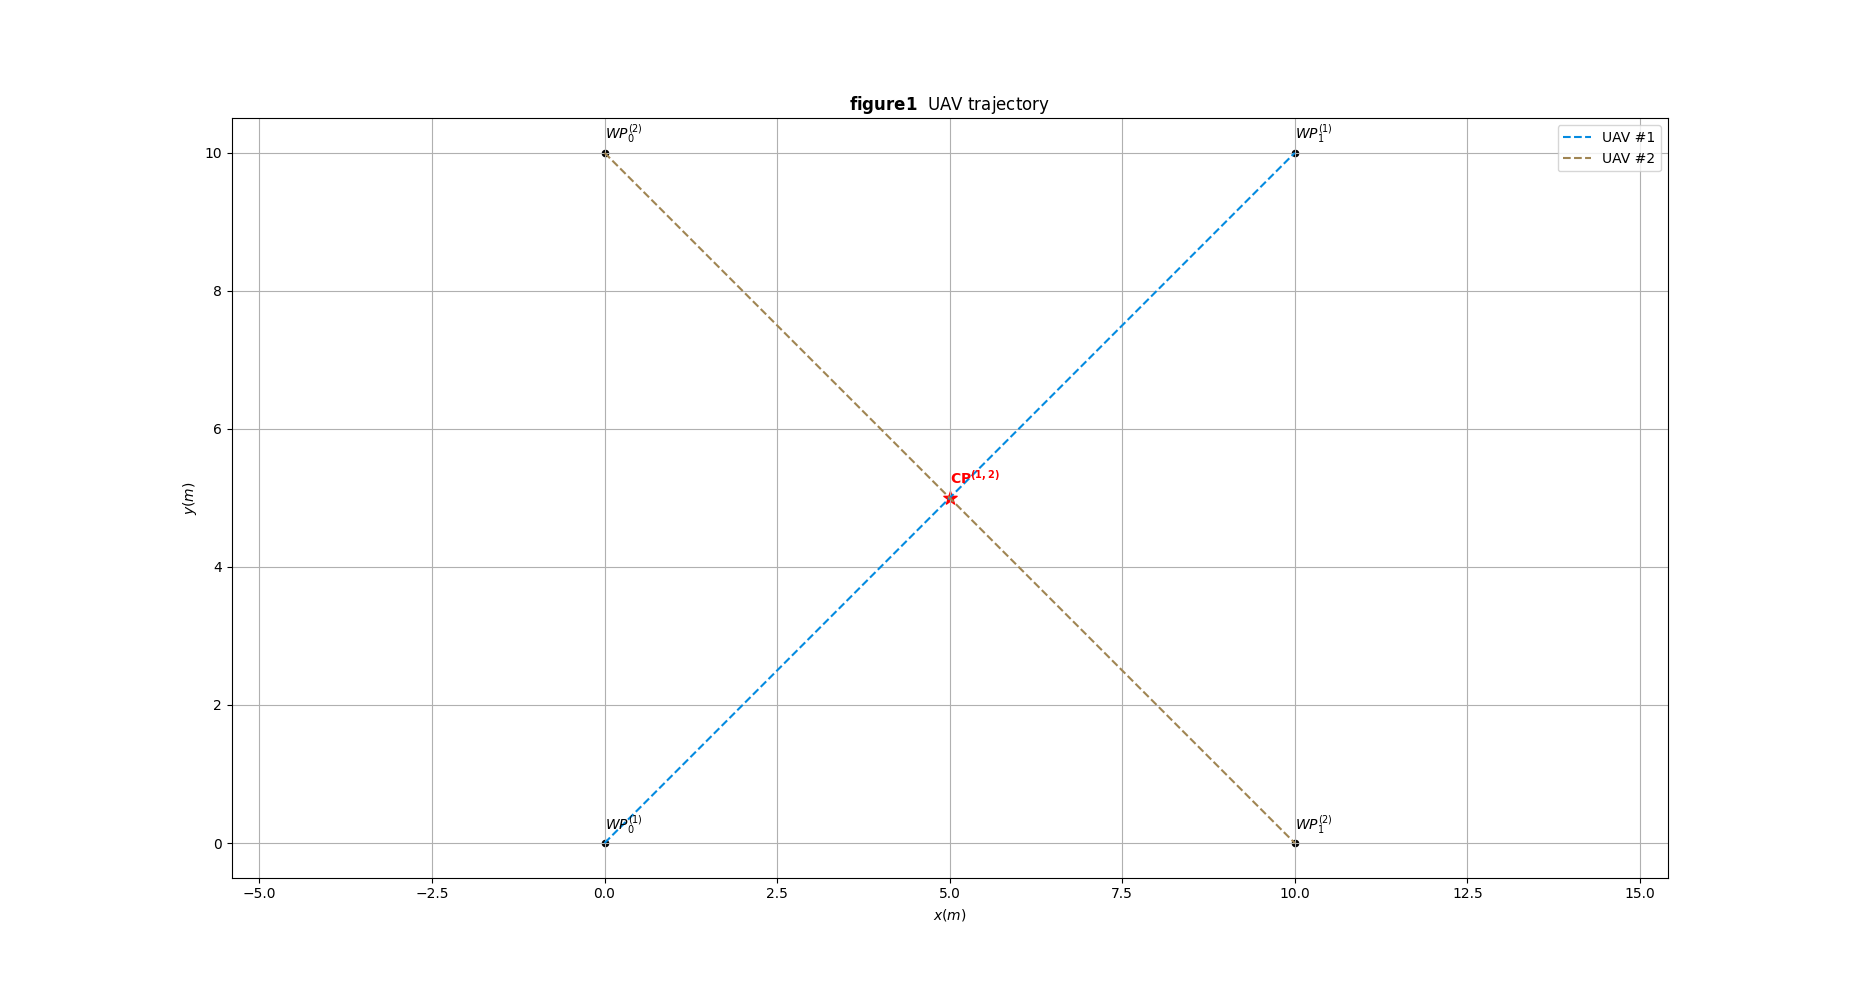 figure1 UAV trajectory
WP_0^{(2)}
WP_1^{(1)}
UAV #1
UAV #2
10
8
6
CP^{(1,2)}
y(m)
4
2
WP_0^{(1)}
WP_1^{(2)}
0
−5.0 −2.5 0.0 2.5 5.0 7.5 10.0 12.5 15.0
x(m)